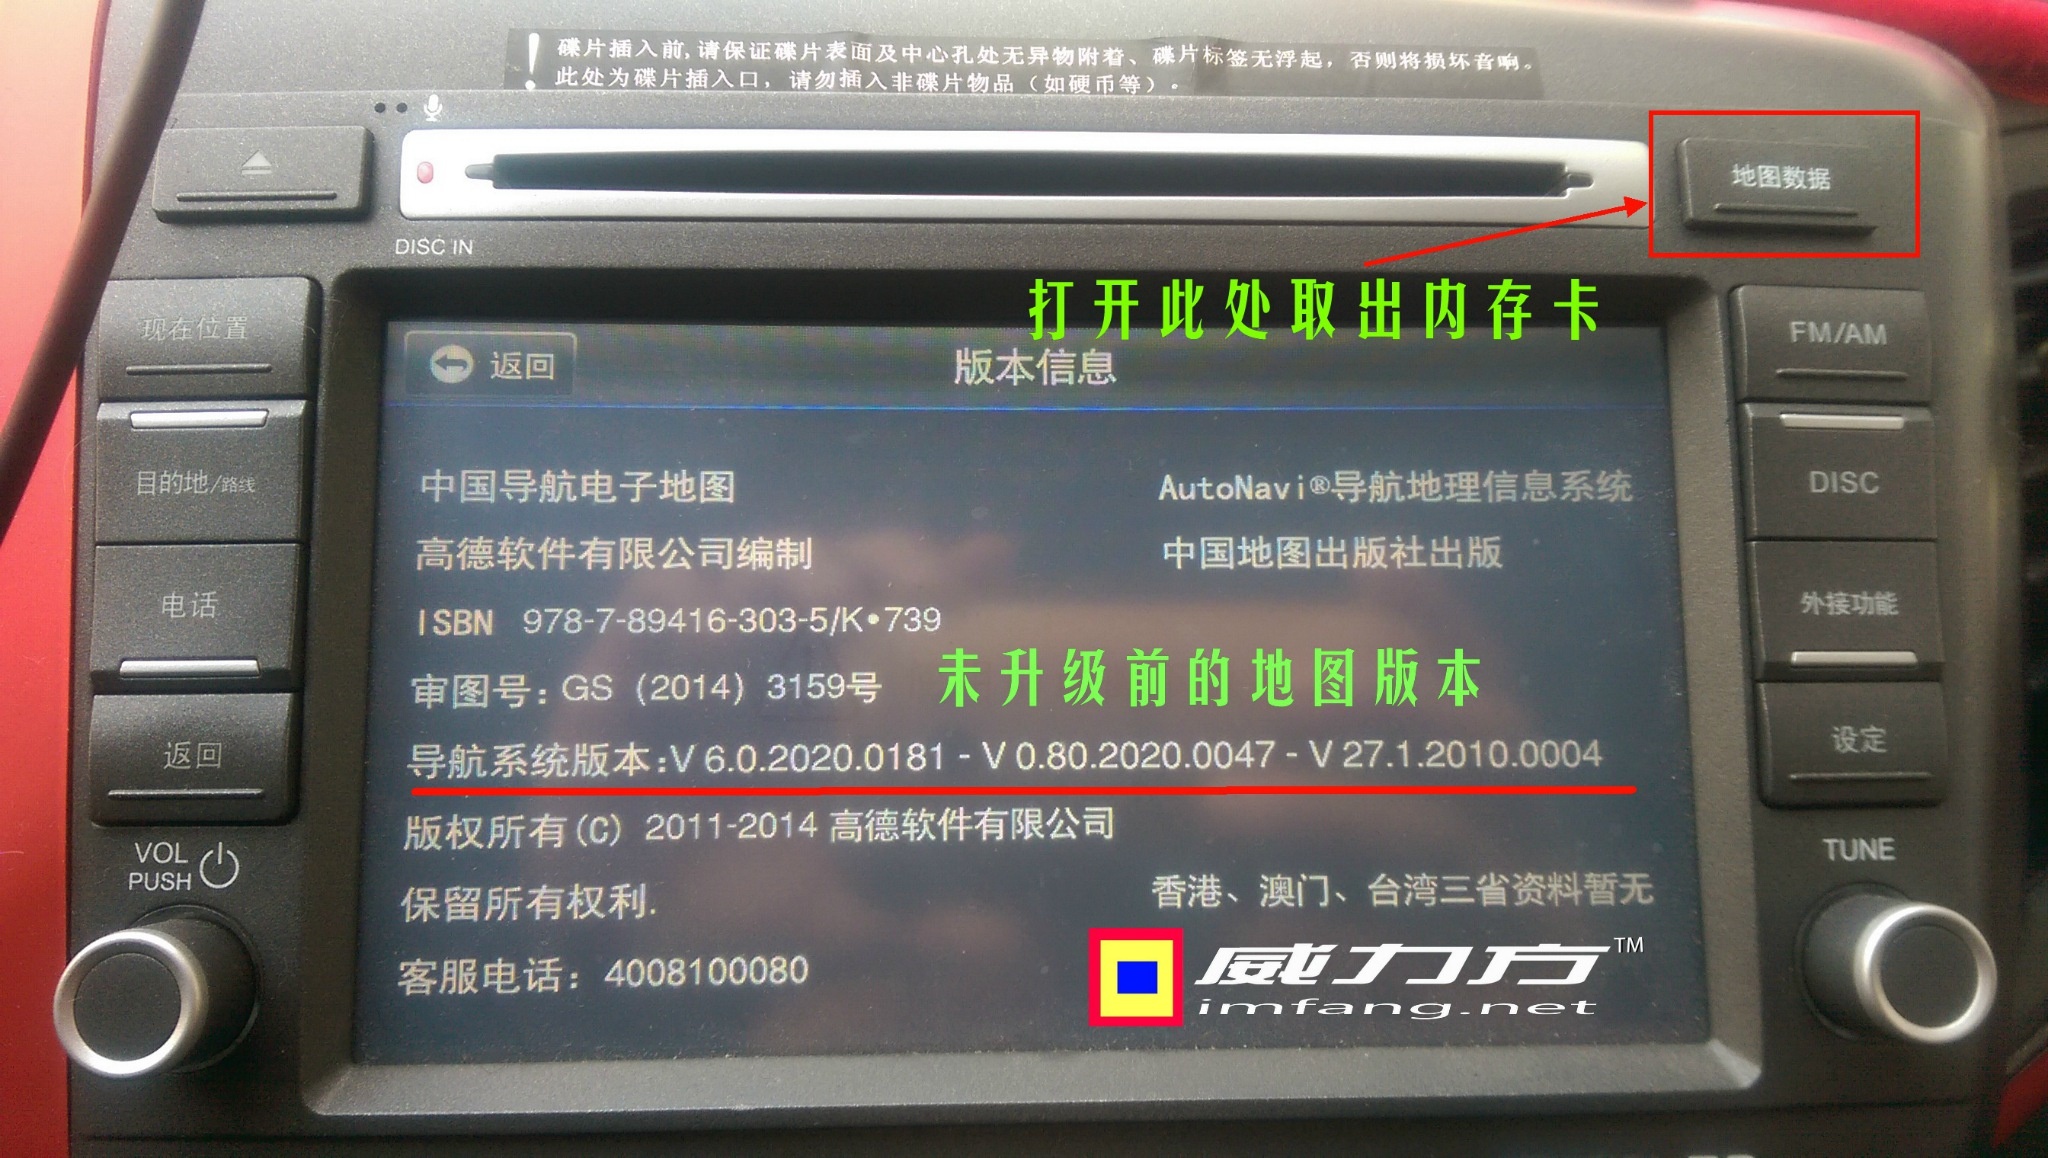 碟片插入前,请保证碟片表面及中心孔处无异物附着、碟片标签无浮起，否则将损坏音响。
此处为碟片插入口，请勿插入非碟片物品（如硬币等）。
地图数据
DISC IN
打开此处取出内存卡
现在位置
FM/AM
返回
版本信息
目的地/路线
DISC
中国导航电子地图
AutoNavi®导航地理信息系统
高德软件有限公司编制
中国地图出版社出版
电话
外接功能
ISBN 978-7-89416-303-5/K•739
审图号: GS (2014) 3159号
未升级前的地图版本
返回
设定
导航系统版本:V 6.0.2020.0181 - V 0.80.2020.0047 - V 27.1.2010.0004
版权所有(C) 2011-2014 高德软件有限公司
VOL
PUSH
TUNE
保留所有权利.
香港、澳门、台湾三省资料暂无
客服电话: 4008100080
威力方™
imfang.net